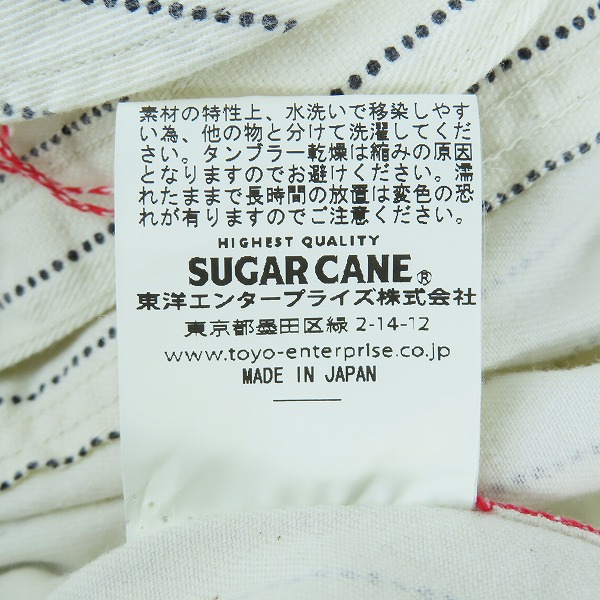 素材の特性上、水洗いで移染しやす
い為、他の物と分けて洗濯してくだ
さい。タンブラー乾燥は縮みの原因
となりますのでお避けください。濡
れたままで長時間の放置は変色の恐
れが有りますのでご注意ください。
HIGHEST QUALITY
SUGAR CANE®
東洋エンタープライズ株式会社
東京都墨田区緑 2-14-12
www.toyo-enterprise.co.jp
MADE IN JAPAN